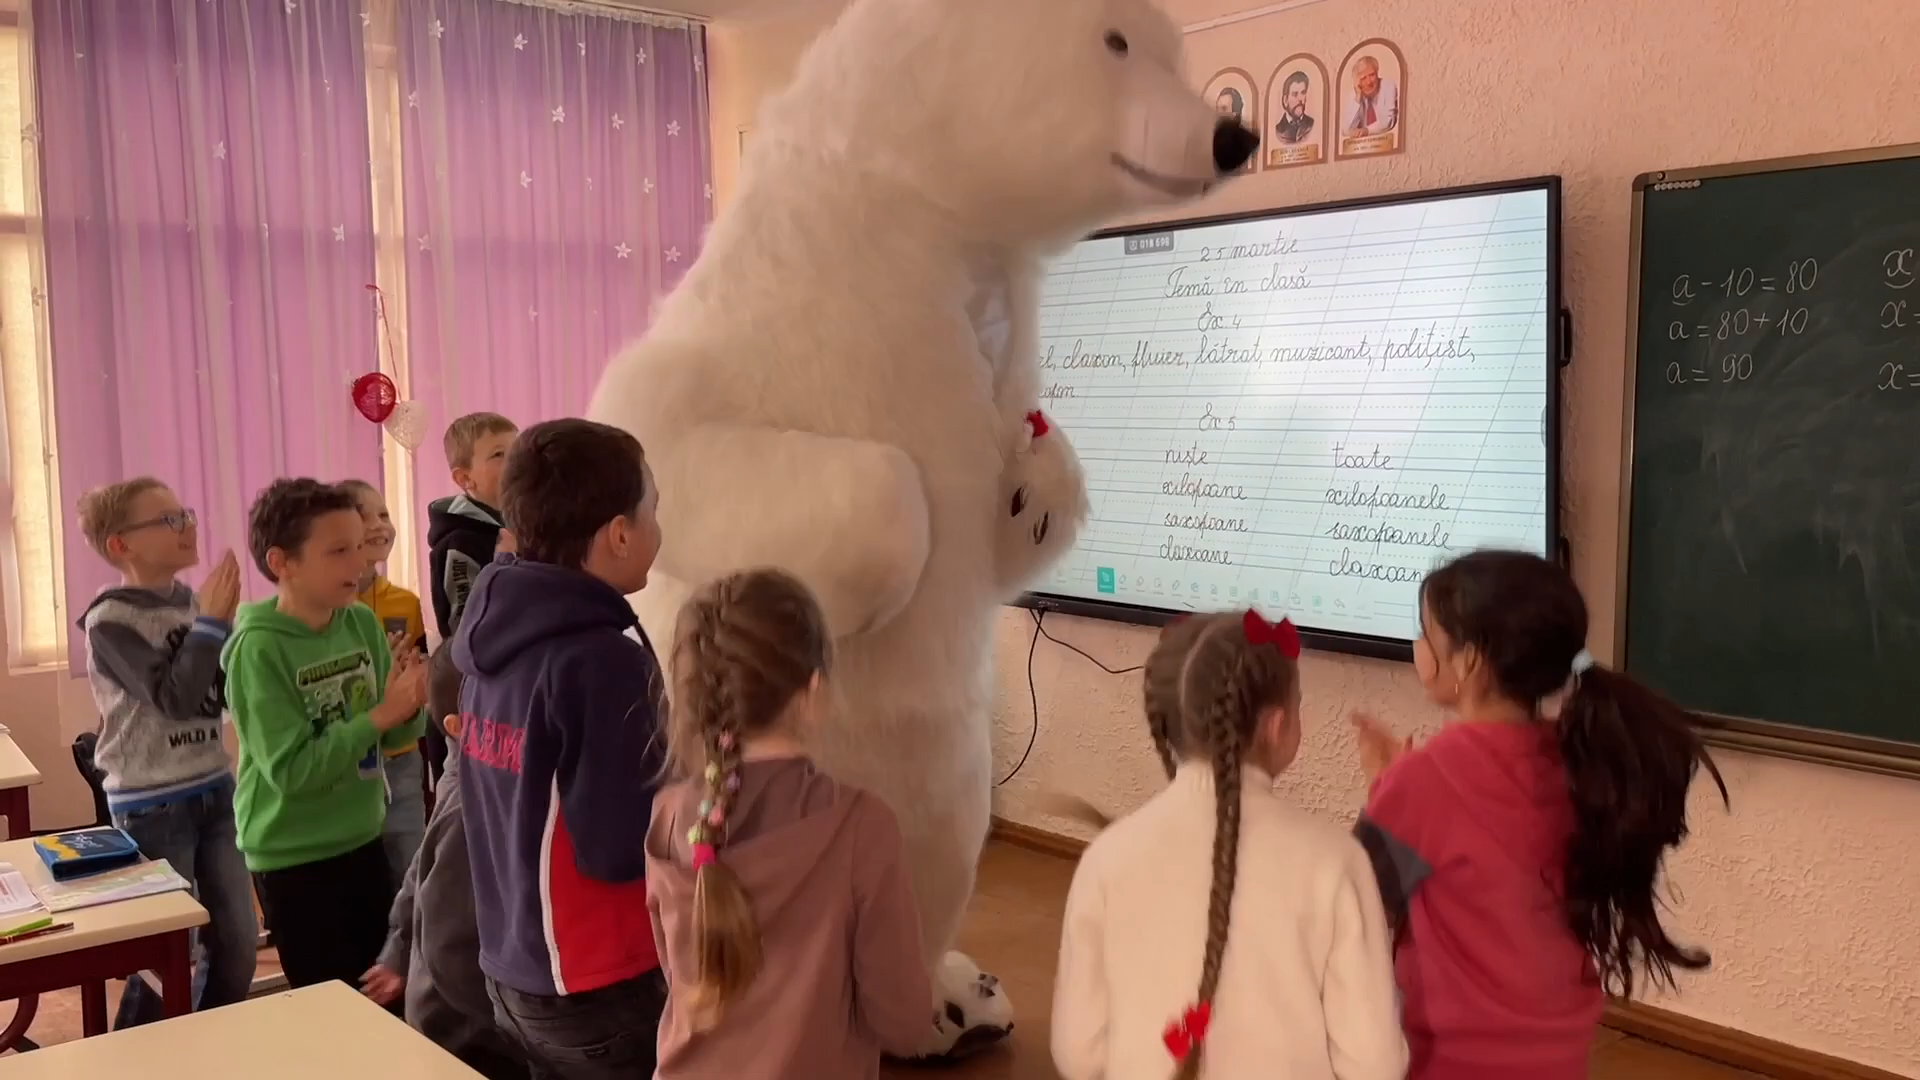 25 martie
Temă în clasă
Ex. 4
claxon, fluier, lătrat, muzicant, polițist,
Ex 5
niște toate
xilofoane xilofoanele
saxofoane saxofoanele
claxoane claxoan
a - 10 = 80
a = 80 + 10
a = 90
x
x =
x =
WILD A